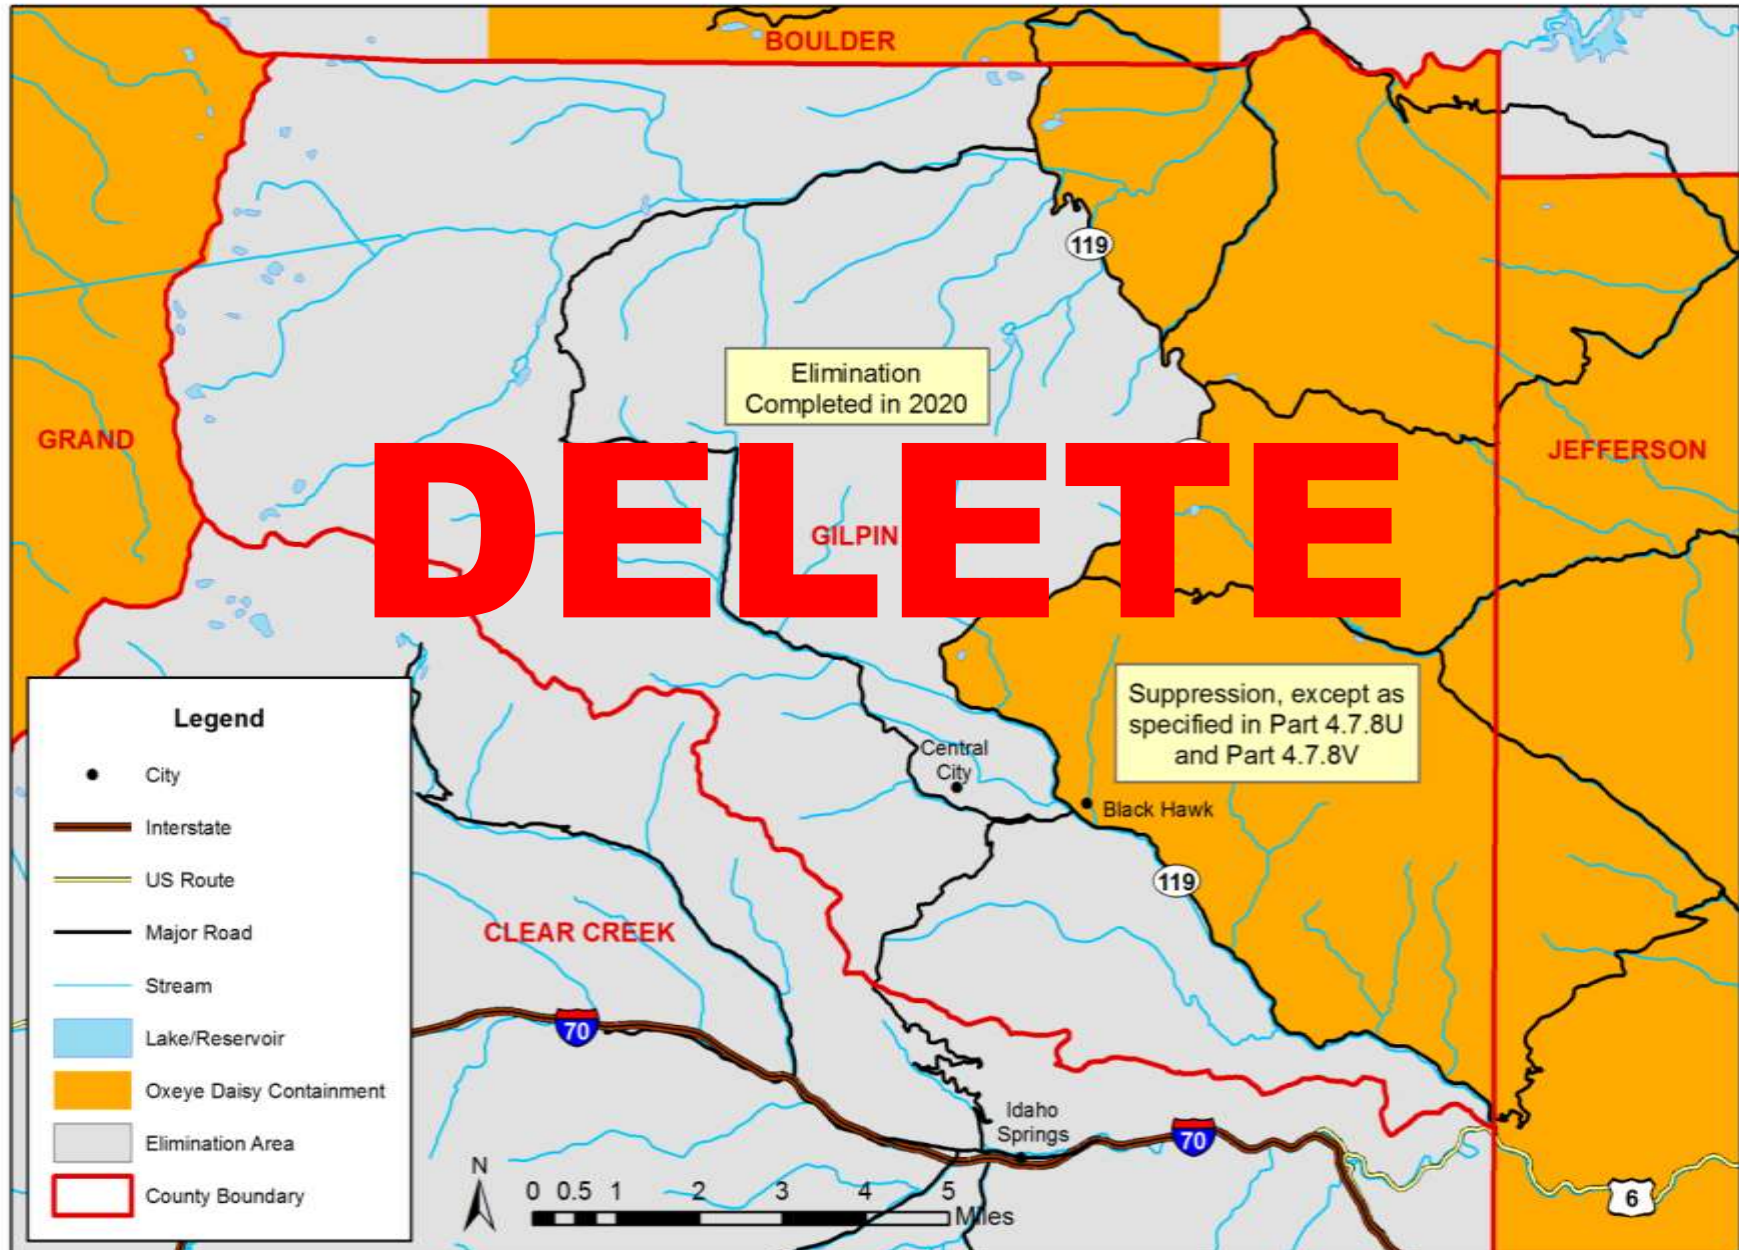 BOULDER
119
Elimination
Completed in 2020
GRAND
JEFFERSON
DELETE
GILPIN
Suppression, except as
specified in Part 4.7.8U
and Part 4.7.8V
Central
City
Black Hawk
119
CLEAR CREEK
70
Idaho
Springs
70
6
Legend
City
Interstate
US Route
Major Road
Stream
Lake/Reservoir
Oxeye Daisy Containment
Elimination Area
County Boundary
N
0 0.5 1 2 3 4 5
Miles